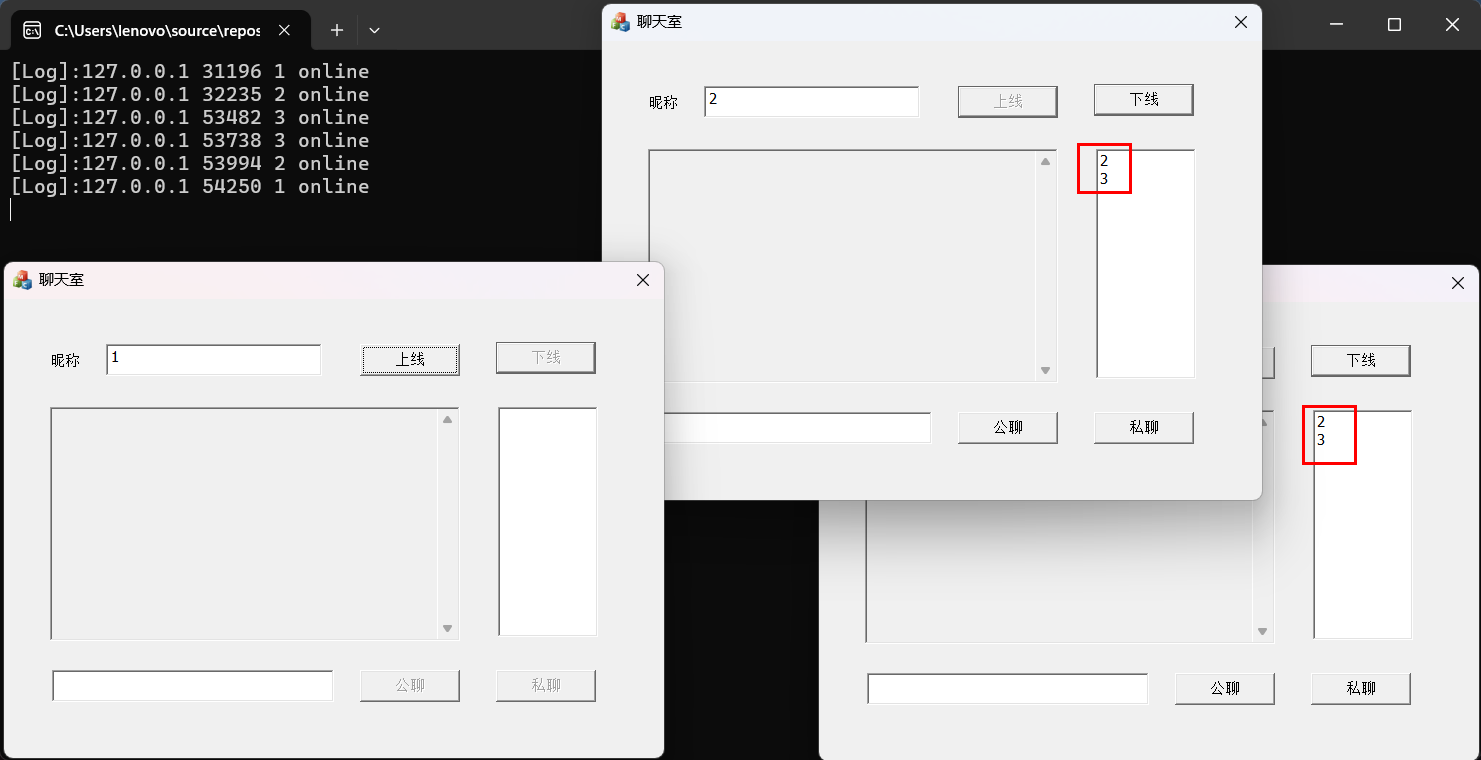 C:\Users\lenovo\source\repos
[Log]:127.0.0.1 31196 1 online
[Log]:127.0.0.1 32235 2 online
[Log]:127.0.0.1 53482 3 online
[Log]:127.0.0.1 53738 3 online
[Log]:127.0.0.1 53994 2 online
[Log]:127.0.0.1 54250 1 online
聊天室
昵称 2 上线 下线
2
3
公聊 私聊
聊天室
昵称 1 上线 下线
公聊 私聊
下线
2
3
公聊 私聊